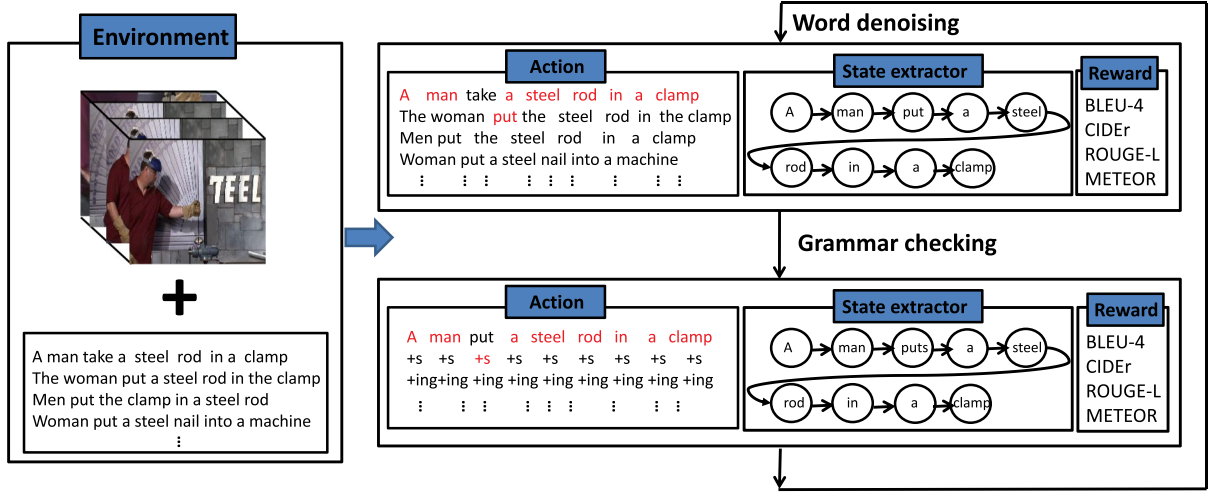 Environment
TEEL
+
A man take a steel rod in a clamp
The woman put a steel rod in the clamp
Men put the clamp in a steel rod
Woman put a steel nail into a machine
⋮
Word denoising
Action
A man take a steel rod in a clamp
The woman put the steel rod in the clamp
Men put the steel rod in a clamp
Woman put a steel nail into a machine
⋮ ⋮ ⋮ ⋮ ⋮ ⋮ ⋮ ⋮ ⋮
State extractor
A man put a steel
rod in a clamp
Reward
BLEU-4
CIDEr
ROUGE-L
METEOR
Grammar checking
Action
A man put a steel rod in a clamp
+s +s +s +s +s +s +s +s +s
+ing +ing +ing +ing +ing +ing +ing +ing +ing
⋮ ⋮ ⋮ ⋮ ⋮ ⋮ ⋮ ⋮ ⋮
State extractor
A man puts a steel
rod in a clamp
Reward
BLEU-4
CIDEr
ROUGE-L
METEOR